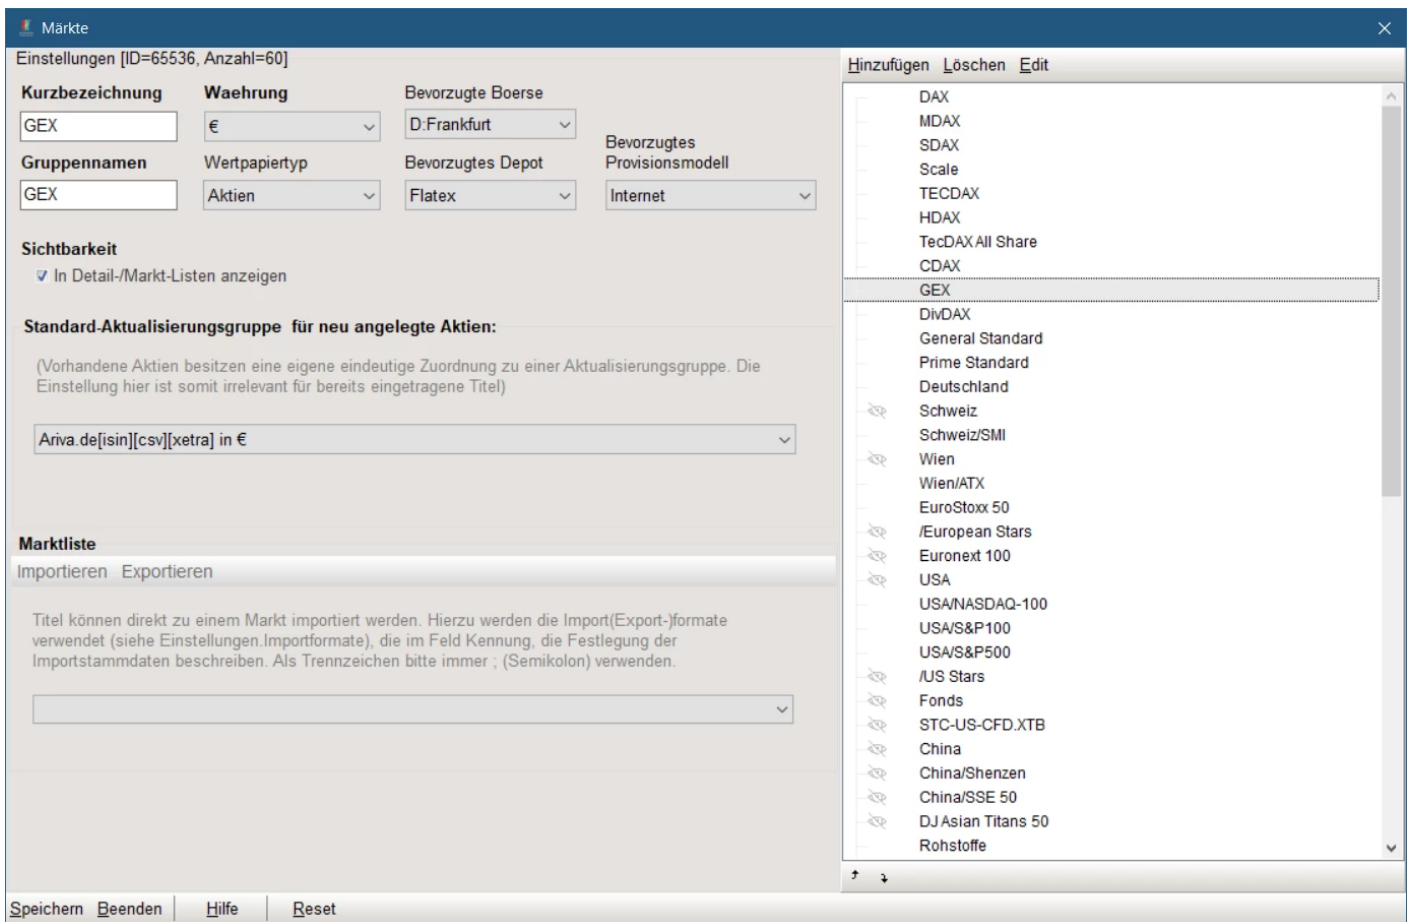 Märkte
Einstellungen [ID=65536, Anzahl=60]
Kurzbezeichnung
Waehrung
Bevorzugte Boerse
GEX
€
D:Frankfurt
Bevorzugtes
Provisionsmodell
Gruppennamen
Wertpapiertyp
Bevorzugtes Depot
GEX
Aktien
Flatex
Internet
Sichtbarkeit
In Detail-/Markt-Listen anzeigen
Standard-Aktualisierungsgruppe für neu angelegte Aktien:
(Vorhandene Aktien besitzen eine eigene eindeutige Zuordnung zu einer Aktualisierungsgruppe. Die
Einstellung hier ist somit irrelevant für bereits eingetragene Titel)
Ariva.de[isin][csv][xetra] in €
Marktliste
Importieren Exportieren
Titel können direkt zu einem Markt importiert werden. Hierzu werden die Import(Export-)formate
verwendet (siehe Einstellungen.Importformate), die im Feld Kennung, die Festlegung der
Importstammdaten beschreiben. Als Trennzeichen bitte immer ; (Semikolon) verwenden.
Hinzufügen Löschen Edit
DAX
MDAX
SDAX
Scale
TECDAX
HDAX
TecDAX All Share
CDAX
GEX
DivDAX
General Standard
Prime Standard
Deutschland
Schweiz
Schweiz/SMI
Wien
Wien/ATX
EuroStoxx 50
/European Stars
Euronext 100
USA
USA/NASDAQ-100
USA/S&P100
USA/S&P500
/US Stars
Fonds
STC-US-CFD.XTB
China
China/Shenzen
China/SSE 50
DJ Asian Titans 50
Rohstoffe
Speichern Beenden Hilfe Reset